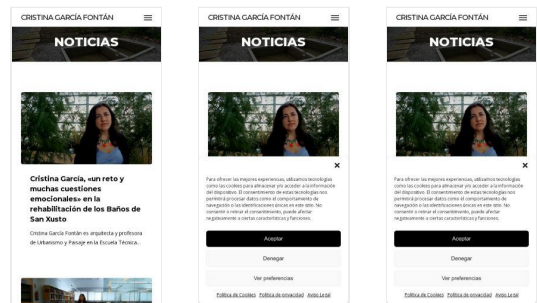 CRISTINA GARCÍA FONTÁN
NOTICIAS
Cristina García, «un reto y
muchas cuestiones
emocionales» en la
rehabilitación de los Baños de
San Xusto
Cristina García Fontán es arquitecta y profesora
de Urbanismo y Paisaje en la Escuela Técnica...
CRISTINA GARCÍA FONTÁN
NOTICIAS
Para ofrecer las mejores experiencias, utilizamos tecnologías
como las cookies para almacenar y/o acceder a la información
del dispositivo. El consentimiento de estas tecnologías nos
permitirá procesar datos como el comportamiento de
navegación o las identificaciones únicas en este sitio. No
consentir o retirar el consentimiento, puede afectar
negativamente a ciertas características y funciones.
Aceptar
Denegar
Ver preferencias
Política de Cookies Política de privacidad Aviso Legal
CRISTINA GARCÍA FONTÁN
NOTICIAS
Para ofrecer las mejores experiencias, utilizamos tecnologías
como las cookies para almacenar y/o acceder a la información
del dispositivo. El consentimiento de estas tecnologías nos
permitirá procesar datos como el comportamiento de
navegación o las identificaciones únicas en este sitio. No
consentir o retirar el consentimiento, puede afectar
negativamente a ciertas características y funciones.
Aceptar
Denegar
Ver preferencias
Política de Cookies Política de privacidad Aviso Legal